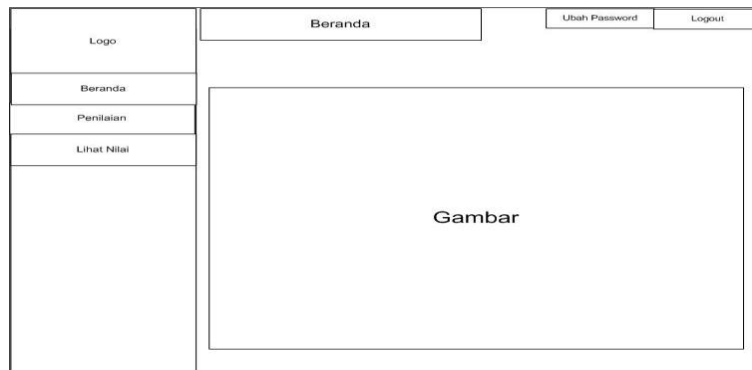 Logo
Beranda
Ubah Password
Logout
Beranda
Penilaian
Lihat Nilai
Gambar